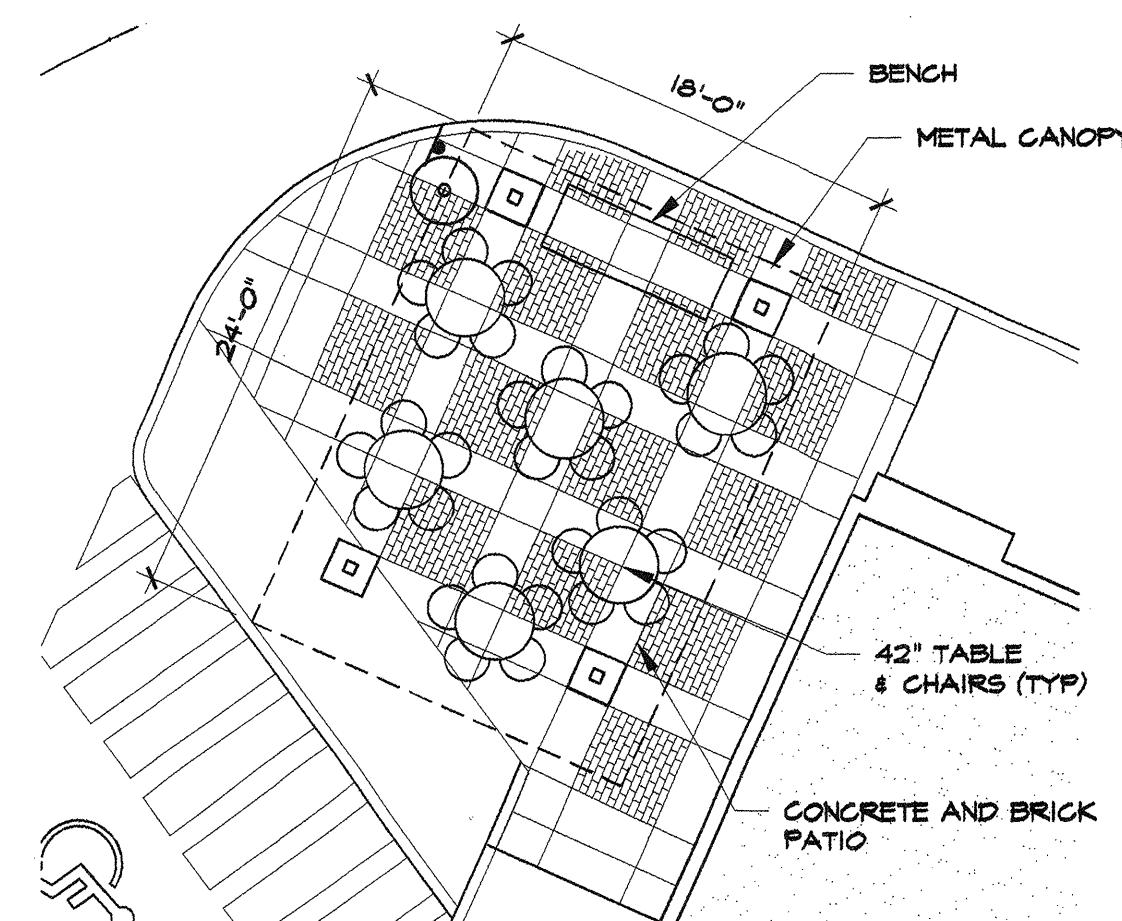 18'-0"
BENCH
METAL CANOPY
24'-0"
42" TABLE
& CHAIRS (TYP)
CONCRETE AND BRICK
PATIO